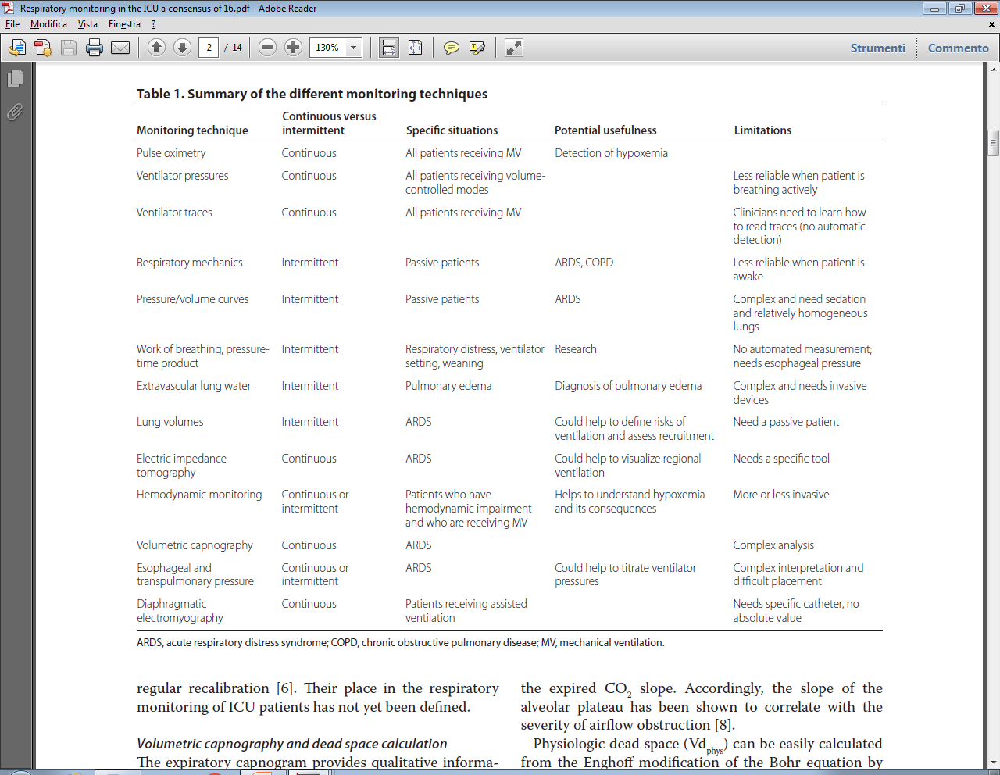 Respiratory monitoring in the ICU a consensus of 16.pdf - Adobe Reader
File Modifica Vista Finestra ?
2 / 14 130% Strumenti Commento
Table 1. Summary of the different monitoring techniques
Continuous versus
Monitoring technique intermittent Specific situations Potential usefulness Limitations
Pulse oximetry Continuous All patients receiving MV Detection of hypoxemia
Ventilator pressures Continuous All patients receiving volume- Less reliable when patient is
controlled modes breathing actively
Ventilator traces Continuous All patients receiving MV Clinicians need to learn how
to read traces (no automatic
detection)
Respiratory mechanics Intermittent Passive patients ARDS, COPD Less reliable when patient is
awake
Pressure/volume curves Intermittent Passive patients ARDS Complex and need sedation
and relatively homogeneous
lungs
Work of breathing, pressure- Intermittent Respiratory distress, ventilator Research No automated measurement;
time product setting, weaning needs esophageal pressure
Extravascular lung water Intermittent Pulmonary edema Diagnosis of pulmonary edema Complex and needs invasive
devices
Lung volumes Intermittent ARDS Could help to define risks of Need a passive patient
ventilation and assess recruitment
Electric impedance Continuous ARDS Could help to visualize regional Needs a specific tool
tomography ventilation
Hemodynamic monitoring Continuous or Patients who have Helps to understand hypoxemia More or less invasive
intermittent hemodynamic impairment and its consequences
and who are receiving MV
Volumetric capnography Continuous ARDS Complex analysis
Esophageal and Continuous or ARDS Could help to titrate ventilator Complex interpretation and
transpulmonary pressure intermittent pressures difficult placement
Diaphragmatic Continuous Patients receiving assisted Needs specific catheter, no
electromyography ventilation absolute value
ARDS, acute respiratory distress syndrome; COPD, chronic obstructive pulmonary disease; MV, mechanical ventilation.
regular recalibration [6]. Their place in the respiratory
monitoring of ICU patients has not yet been defined.
Volumetric capnography and dead space calculation
The expiratory capnogram provides qualitative informa-
the expired CO2 slope. Accordingly, the slope of the
alveolar plateau has been shown to correlate with the
severity of airflow obstruction [8].
Physiologic dead space (Vdphys) can be easily calculated
from the Enghoff modification of the Bohr equation by